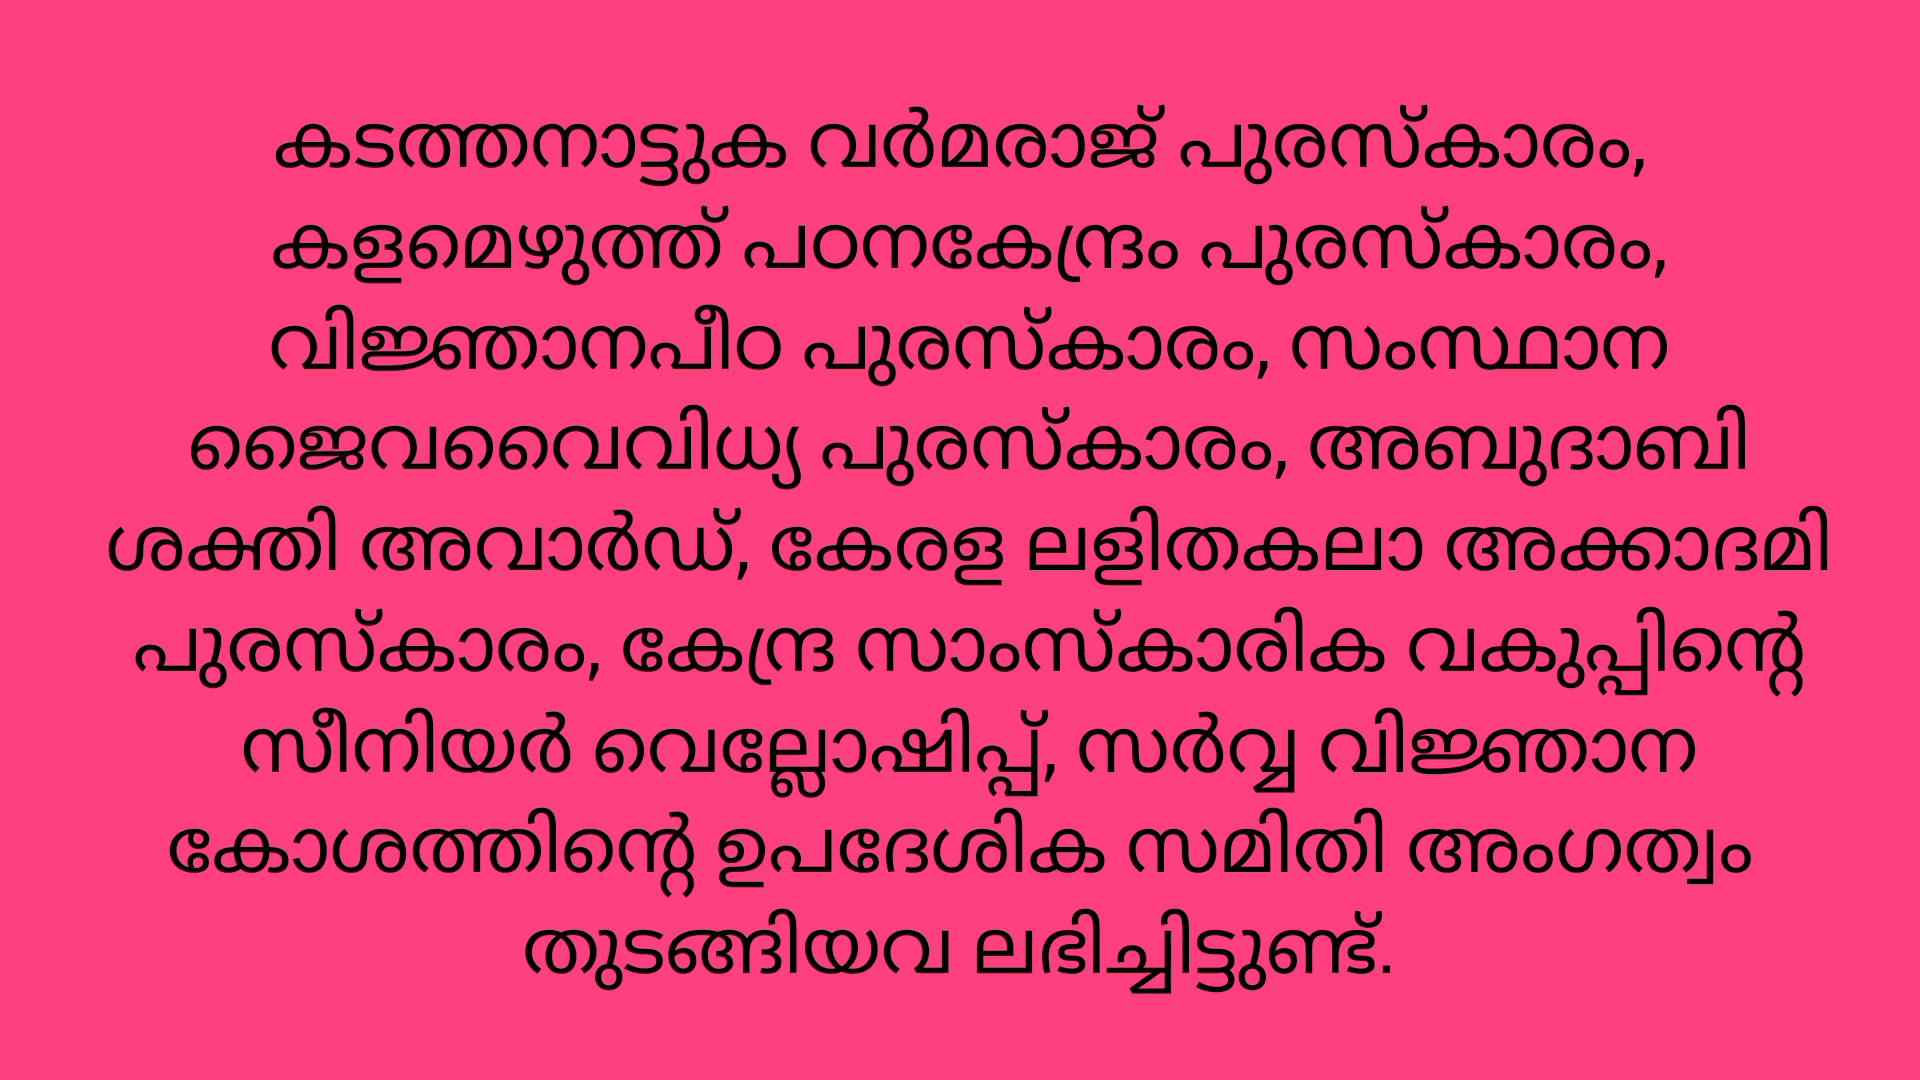 കടത്തനാട്ടുക വർമരാജ് പുരസ്കാരം,
കളമെഴുത്ത് പഠനകേന്ദ്രം പുരസ്കാരം,
വിജ്ഞാനപീഠ പുരസ്കാരം, സംസ്ഥാന
ജൈവവൈവിധ്യ പുരസ്കാരം, അബുദാബി
ശക്തി അവാർഡ്, കേരള ലളിതകലാ അക്കാദമി
പുരസ്കാരം, കേന്ദ്ര സാംസ്കാരിക വകുപ്പിന്റെ
സീനിയർ വെല്ലോഷിപ്പ്, സർവ്വ വിജ്ഞാന
കോശത്തിന്റെ ഉപദേശിക സമിതി അംഗത്വം
തുടങ്ങിയവ ലഭിച്ചിട്ടുണ്ട്.